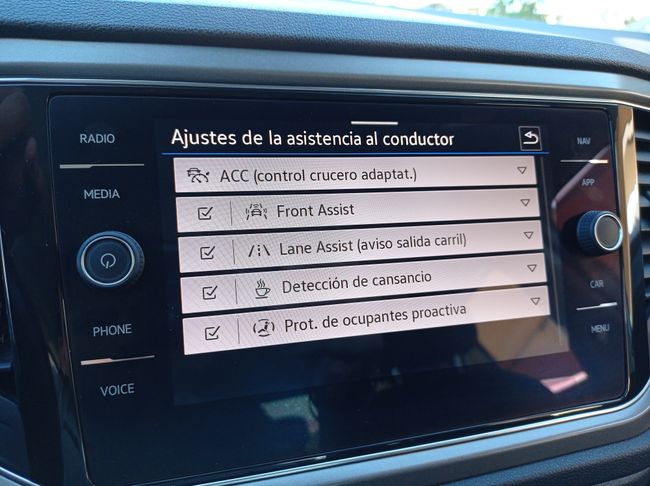 RADIO
MEDIA
PHONE
VOICE
Ajustes de la asistencia al conductor
ACC (control crucero adaptat.)
Front Assist
Lane Assist (aviso salida carril)
Detección de cansancio
Prot. de ocupantes proactiva
NAV
APP
CAR
MENU